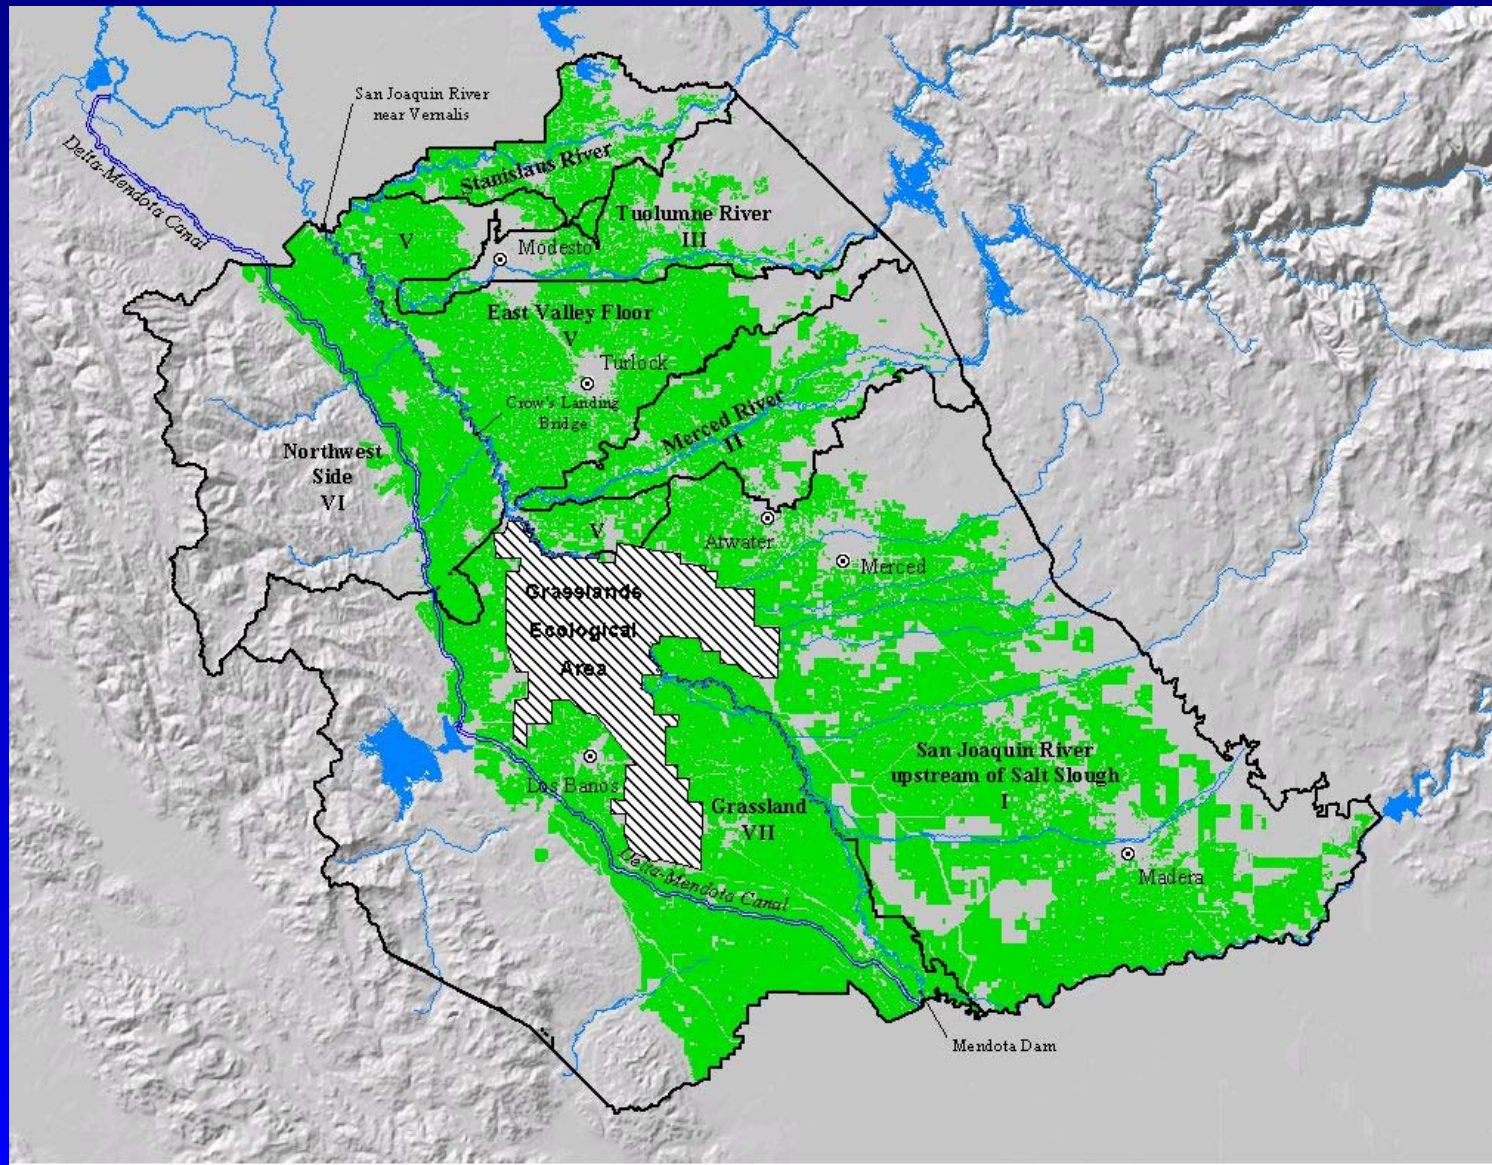 San Joaquin River
near Vernalis
Delta-Mendota Canal
Stanislaus River
Tuolumne River
III
V
Modesto
East Valley Floor
V
Turlock
Crow's Landing
Bridge
Merced River
II
Northwest
Side
VI
V
Atwater
Merced
Grasslands
Ecological
Area
San Joaquin River
upstream of Salt Slough
I
Los Banos
Grassland
VII
Delta-Mendota Canal
Madera
Mendota Dam